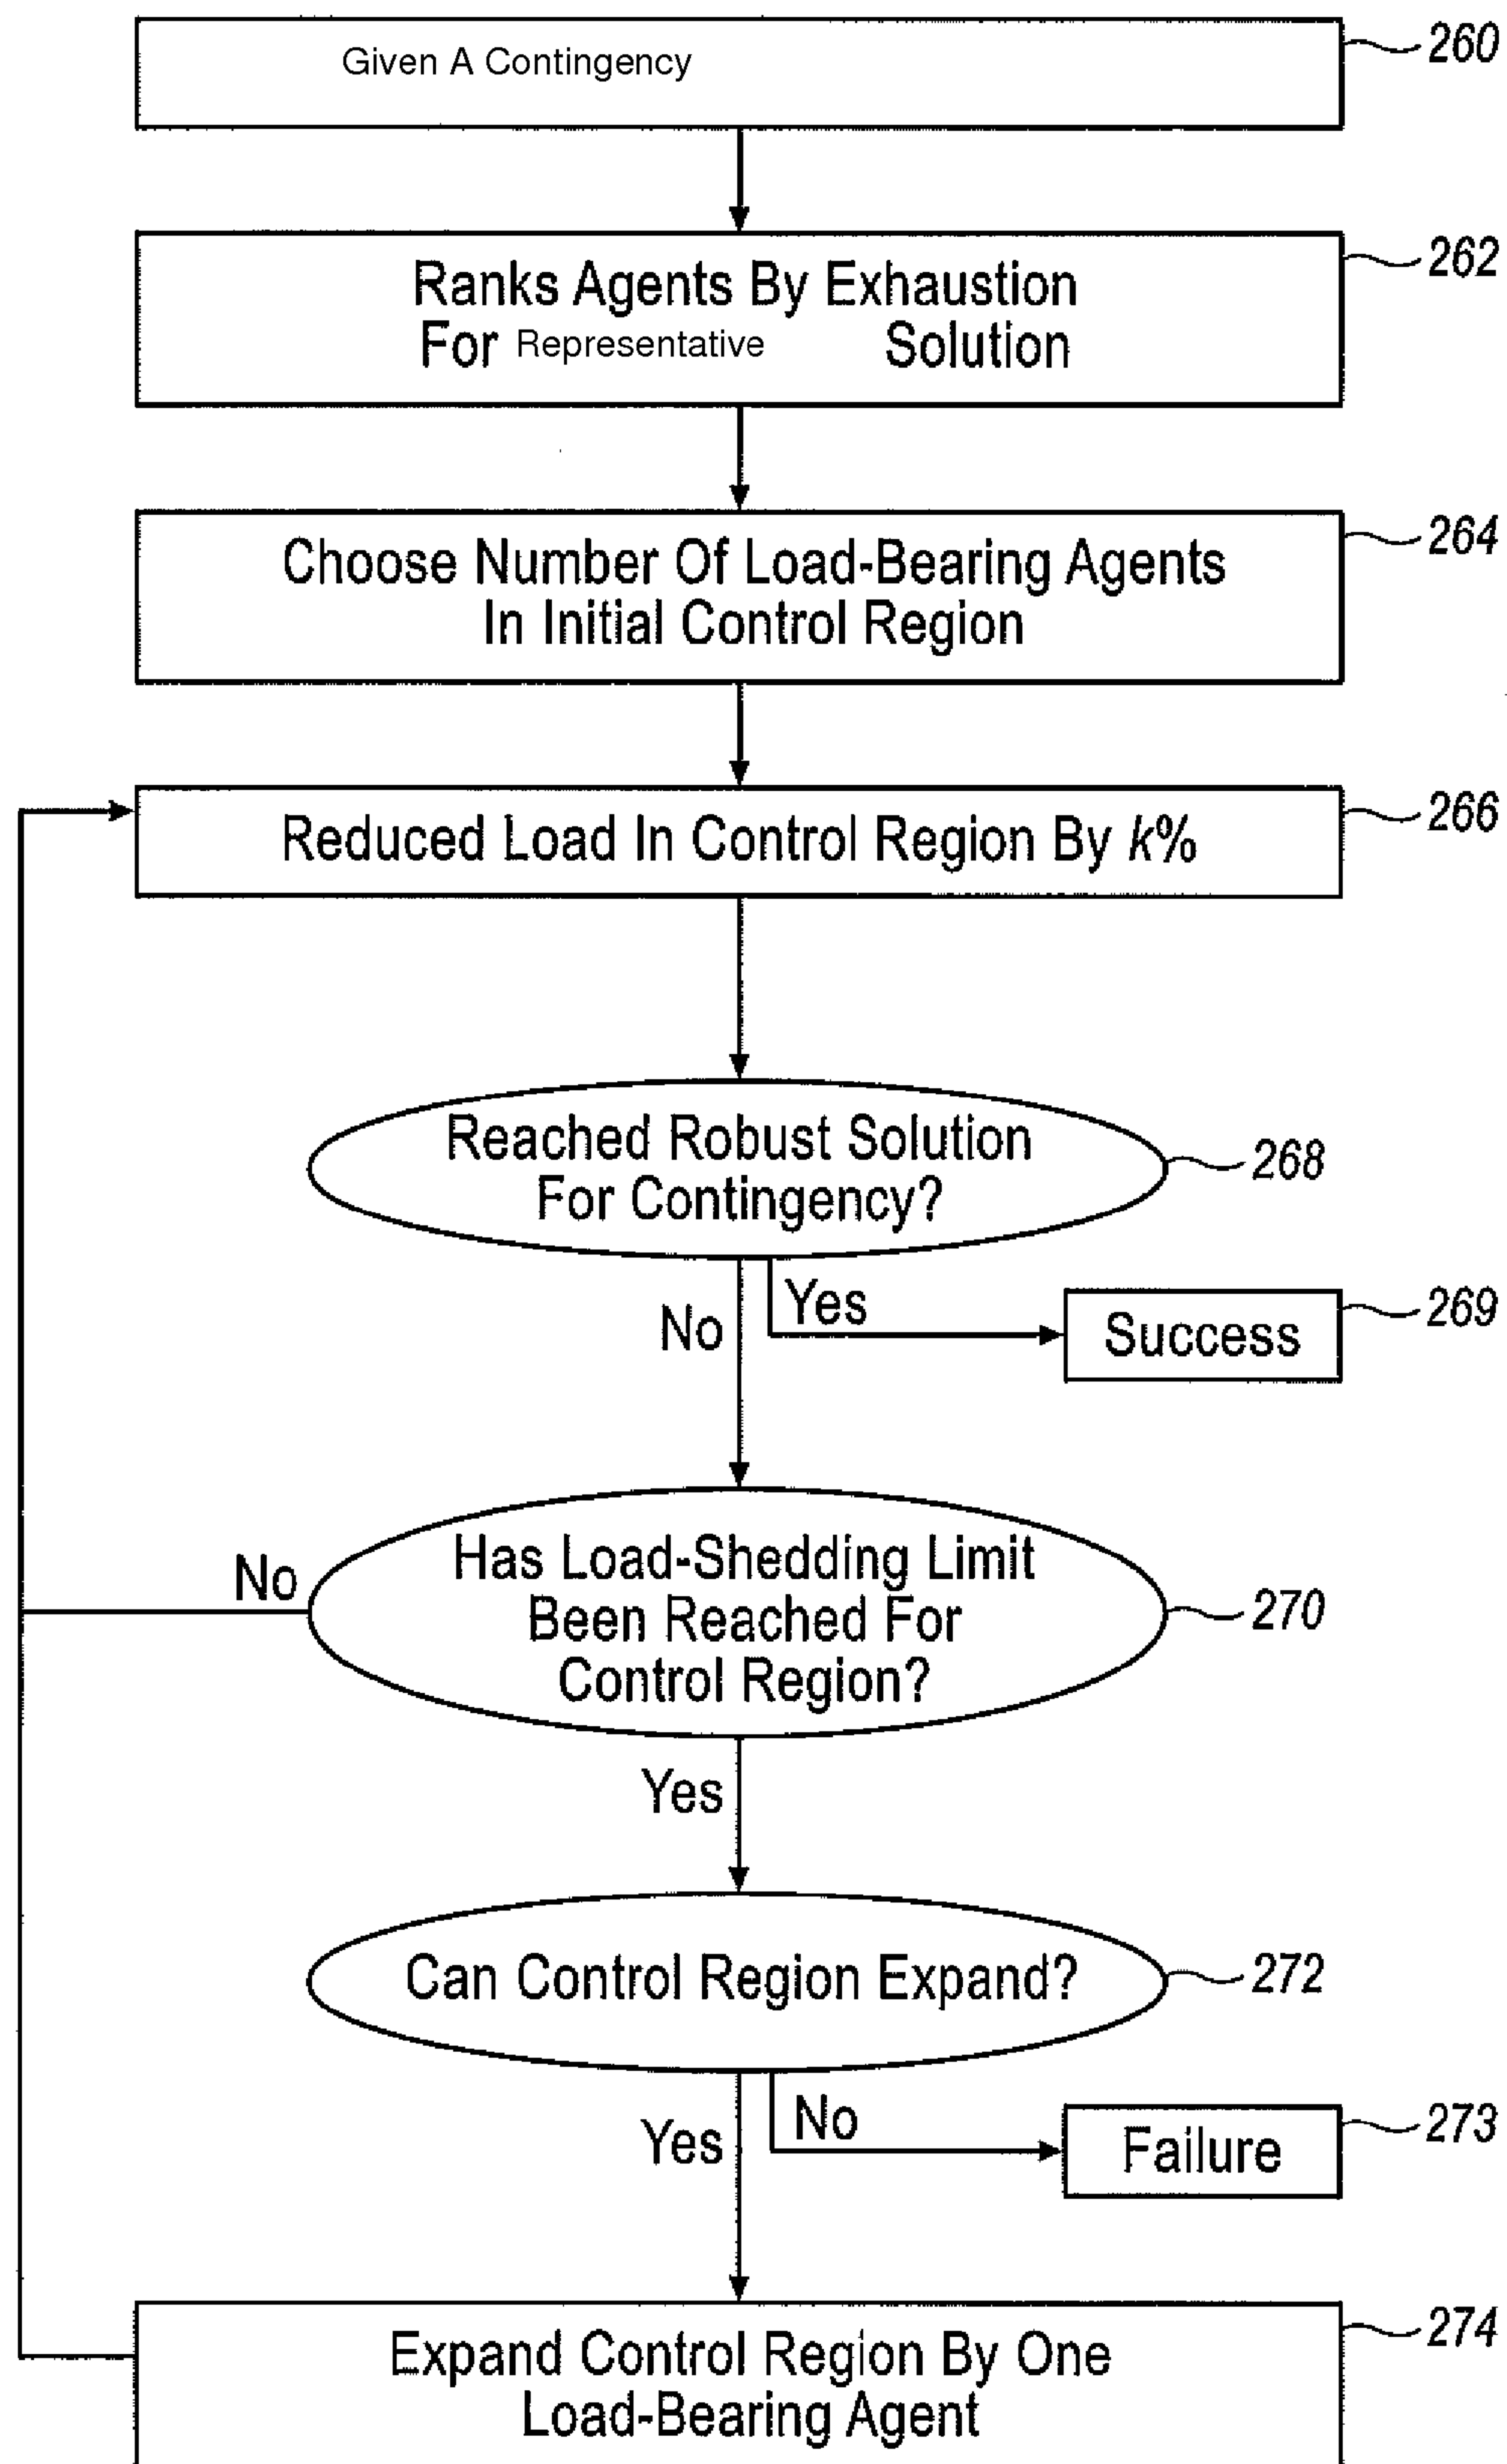 Given A Contingency
260
Ranks Agents By Exhaustion
For Representative Solution
262
Choose Number Of Load-Bearing Agents
In Initial Control Region
264
Reduced Load In Control Region By k%
266
Reached Robust Solution
For Contingency?
268
No
Yes
Success
269
Has Load-Shedding Limit
Been Reached For
Control Region?
270
No
Yes
Can Control Region Expand?
272
Yes
No
Failure
273
Expand Control Region By One
Load-Bearing Agent
274